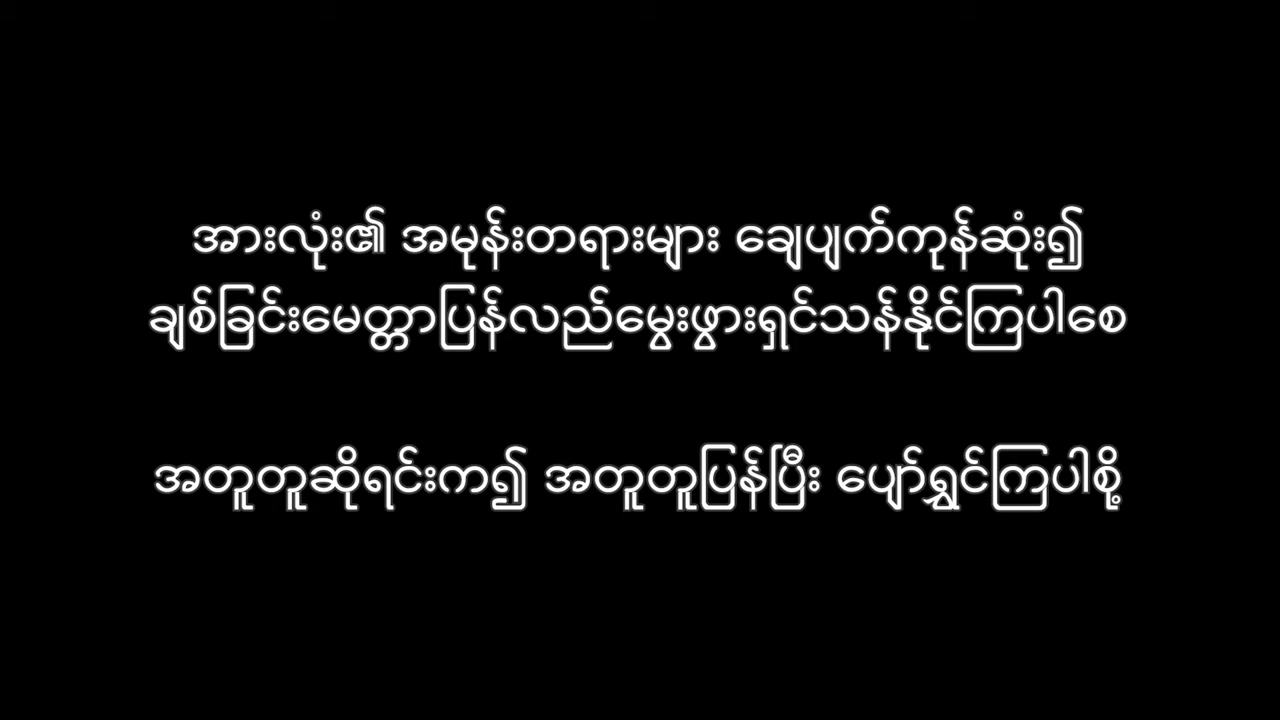 အားလုံး၏ အမုန်းတရားများ ချေပျက်ကုန်ဆုံး၍
ချစ်ခြင်းမေတ္တာပြန်လည်မွေးဖွားရှင်သန်နိုင်ကြပါစေ
အတူတူဆိုရင်းက၍ အတူတူပြန်ပြီး ပျော်ရွှင်ကြပါစို့